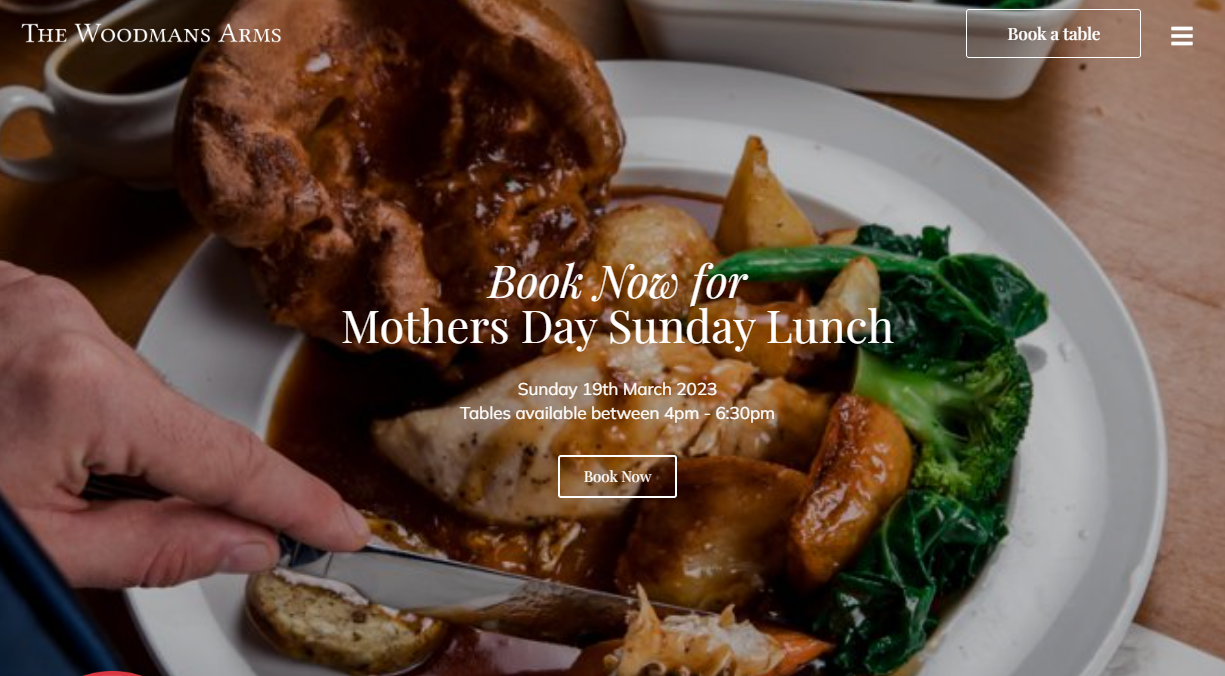 The Woodmans Arms
Book a table
Book Now for
Mothers Day Sunday Lunch
Sunday 19th March 2023
Tables available between 4pm - 6:30pm
Book Now